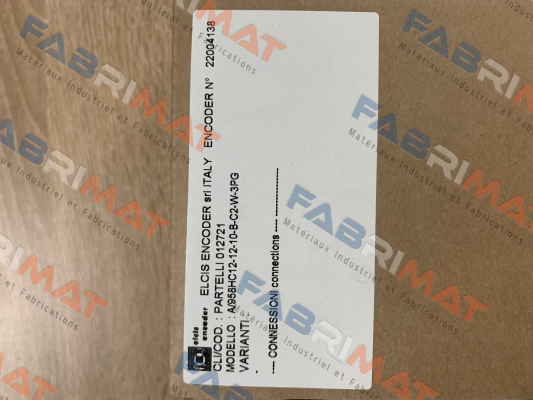 elcis
encoder
ELCIS ENCODER srl ITALY ENCODER N° 22004138
CLI/COD. : PARTELLI 012721
MODELLO : A/958HC12-12-10-B-C2-W-3PG
VARIANTI :
---- CONNESSIONI connections ---- ----------------
FABRIMAT
Materiaux Industriel et Fabrications